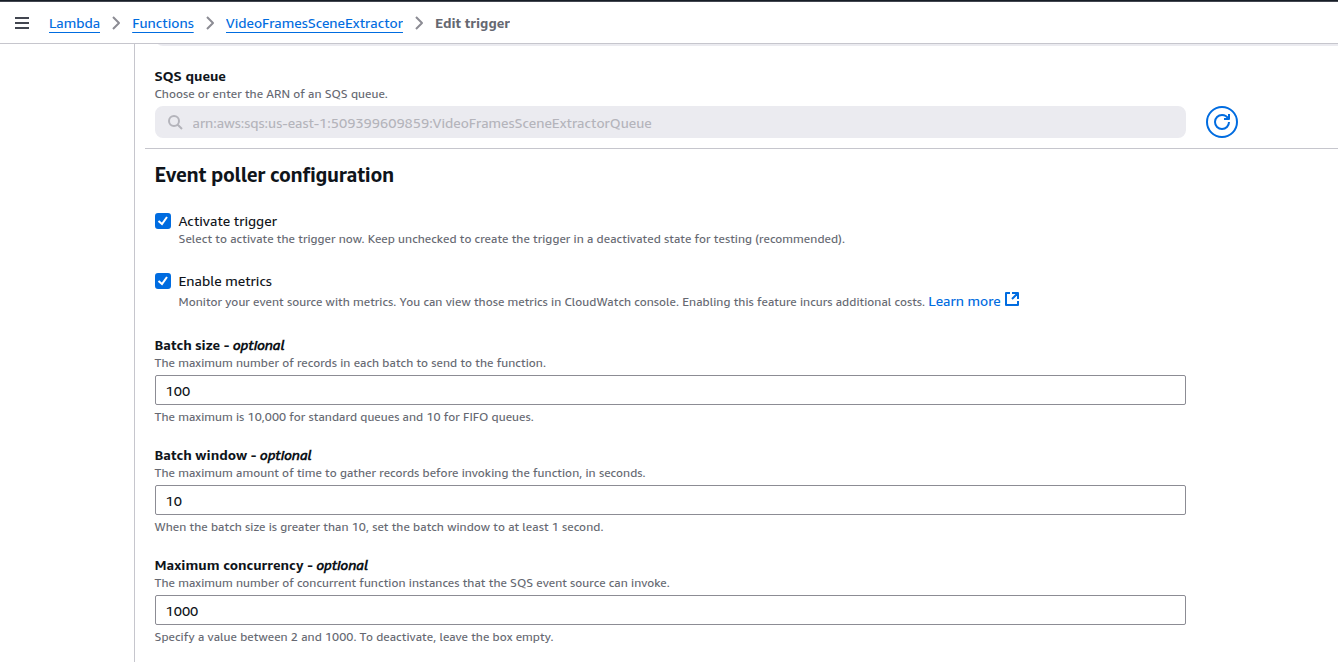 Lambda > Functions > VideoFramesSceneExtractor > Edit trigger
SQS queue
Choose or enter the ARN of an SQS queue.
arn:aws:sqs:us-east-1:509399609859:VideoFramesSceneExtractorQueue
Event poller configuration
Activate trigger
Select to activate the trigger now. Keep unchecked to create the trigger in a deactivated state for testing (recommended).
Enable metrics
Monitor your event source with metrics. You can view those metrics in CloudWatch console. Enabling this feature incurs additional costs. Learn more
Batch size - optional
The maximum number of records in each batch to send to the function.
100
The maximum is 10,000 for standard queues and 10 for FIFO queues.
Batch window - optional
The maximum amount of time to gather records before invoking the function, in seconds.
10
When the batch size is greater than 10, set the batch window to at least 1 second.
Maximum concurrency - optional
The maximum number of concurrent function instances that the SQS event source can invoke.
1000
Specify a value between 2 and 1000. To deactivate, leave the box empty.